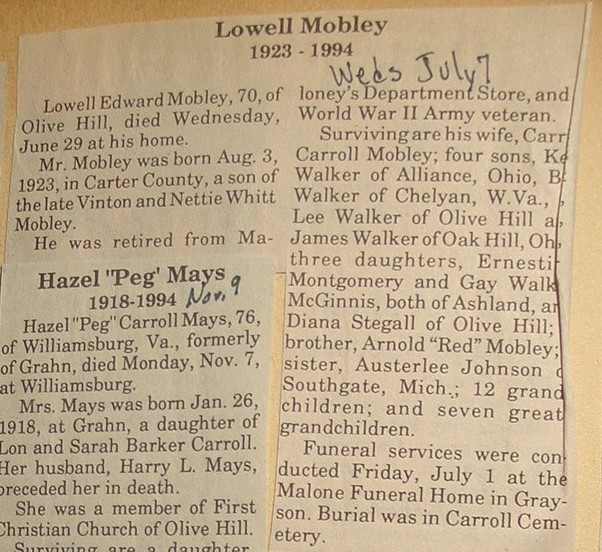 Lowell Mobley
1923 - 1994
Weds July 7
Lowell Edward Mobley, 70, of
Olive Hill, died Wednesday,
June 29 at his home.
Mr. Mobley was born Aug. 3,
1923, in Carter County, a son of
the late Vinton and Nettie Whitt
Mobley.
He was retired from Ma-
loney's Department Store, and
World War II Army veteran.
Surviving are his wife, Carr
Carroll Mobley; four sons, Ke
Walker of Alliance, Ohio, B
Walker of Chelyan, W.Va.,
Lee Walker of Olive Hill a
James Walker of Oak Hill, Oh
three daughters, Ernesti
Montgomery and Gay Walk
McGinnis, both of Ashland, an
Diana Stegall of Olive Hill;
brother, Arnold "Red" Mobley;
sister, Austerlee Johnson
Southgate, Mich.; 12 grand
children; and seven great
grandchildren.
Funeral services were con-
ducted Friday, July 1 at the
Malone Funeral Home in Gray-
son. Burial was in Carroll Cem-
etery.
Hazel "Peg" Mays
1918-1994 Nov. 9
Hazel "Peg" Carroll Mays, 76,
of Williamsburg, Va., formerly
of Grahn, died Monday, Nov. 7,
at Williamsburg.
Mrs. Mays was born Jan. 26,
1918, at Grahn, a daughter of
Lon and Sarah Barker Carroll.
Her husband, Harry L. Mays,
preceded her in death.
She was a member of First
Christian Church of Olive Hill.
Surviving are a daughter,